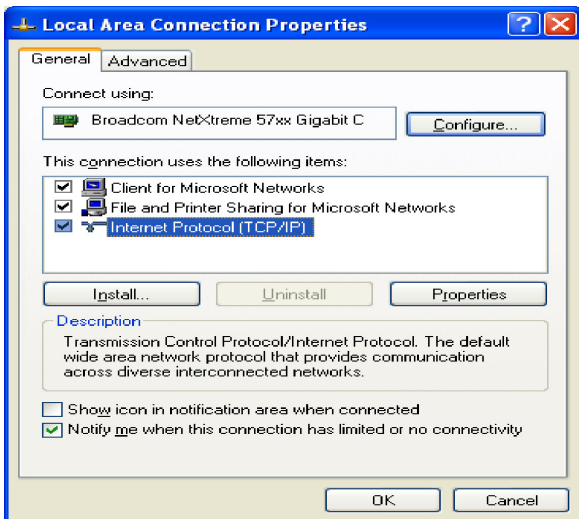 Local Area Connection Properties
General
Advanced
Connect using:
Broadcom NetXtreme 57xx Gigabit C
Configure...
This connection uses the following items:
Client for Microsoft Networks
File and Printer Sharing for Microsoft Networks
Internet Protocol (TCP/IP)
Install...
Uninstall
Properties
Description
Transmission Control Protocol/Internet Protocol. The default
wide area network protocol that provides communication
across diverse interconnected networks.
Show icon in notification area when connected
Notify me when this connection has limited or no connectivity
OK
Cancel